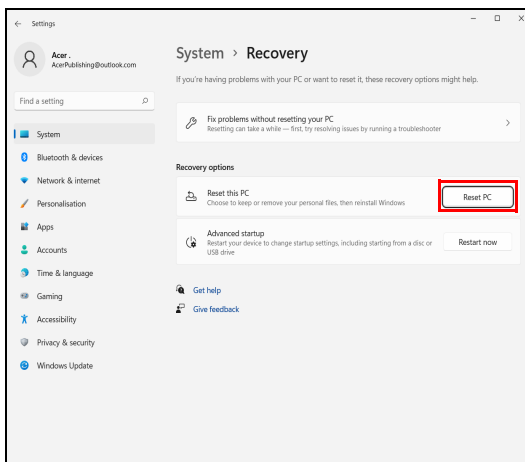 Settings
Acer .
AcerPublishing@outlook.com
Find a setting
System
Bluetooth & devices
Network & internet
Personalisation
Apps
Accounts
Time & language
Gaming
Accessibility
Privacy & security
Windows Update
System > Recovery
If you're having problems with your PC or want to reset it, these recovery options might help.
Fix problems without resetting your PC
Resetting can take a while — first, try resolving issues by running a troubleshooter
Recovery options
Reset this PC
Choose to keep or remove your personal files, then reinstall Windows
Reset PC
Advanced startup
Restart your device to change startup settings, including starting from a disc or
USB drive
Restart now
Get help
Give feedback